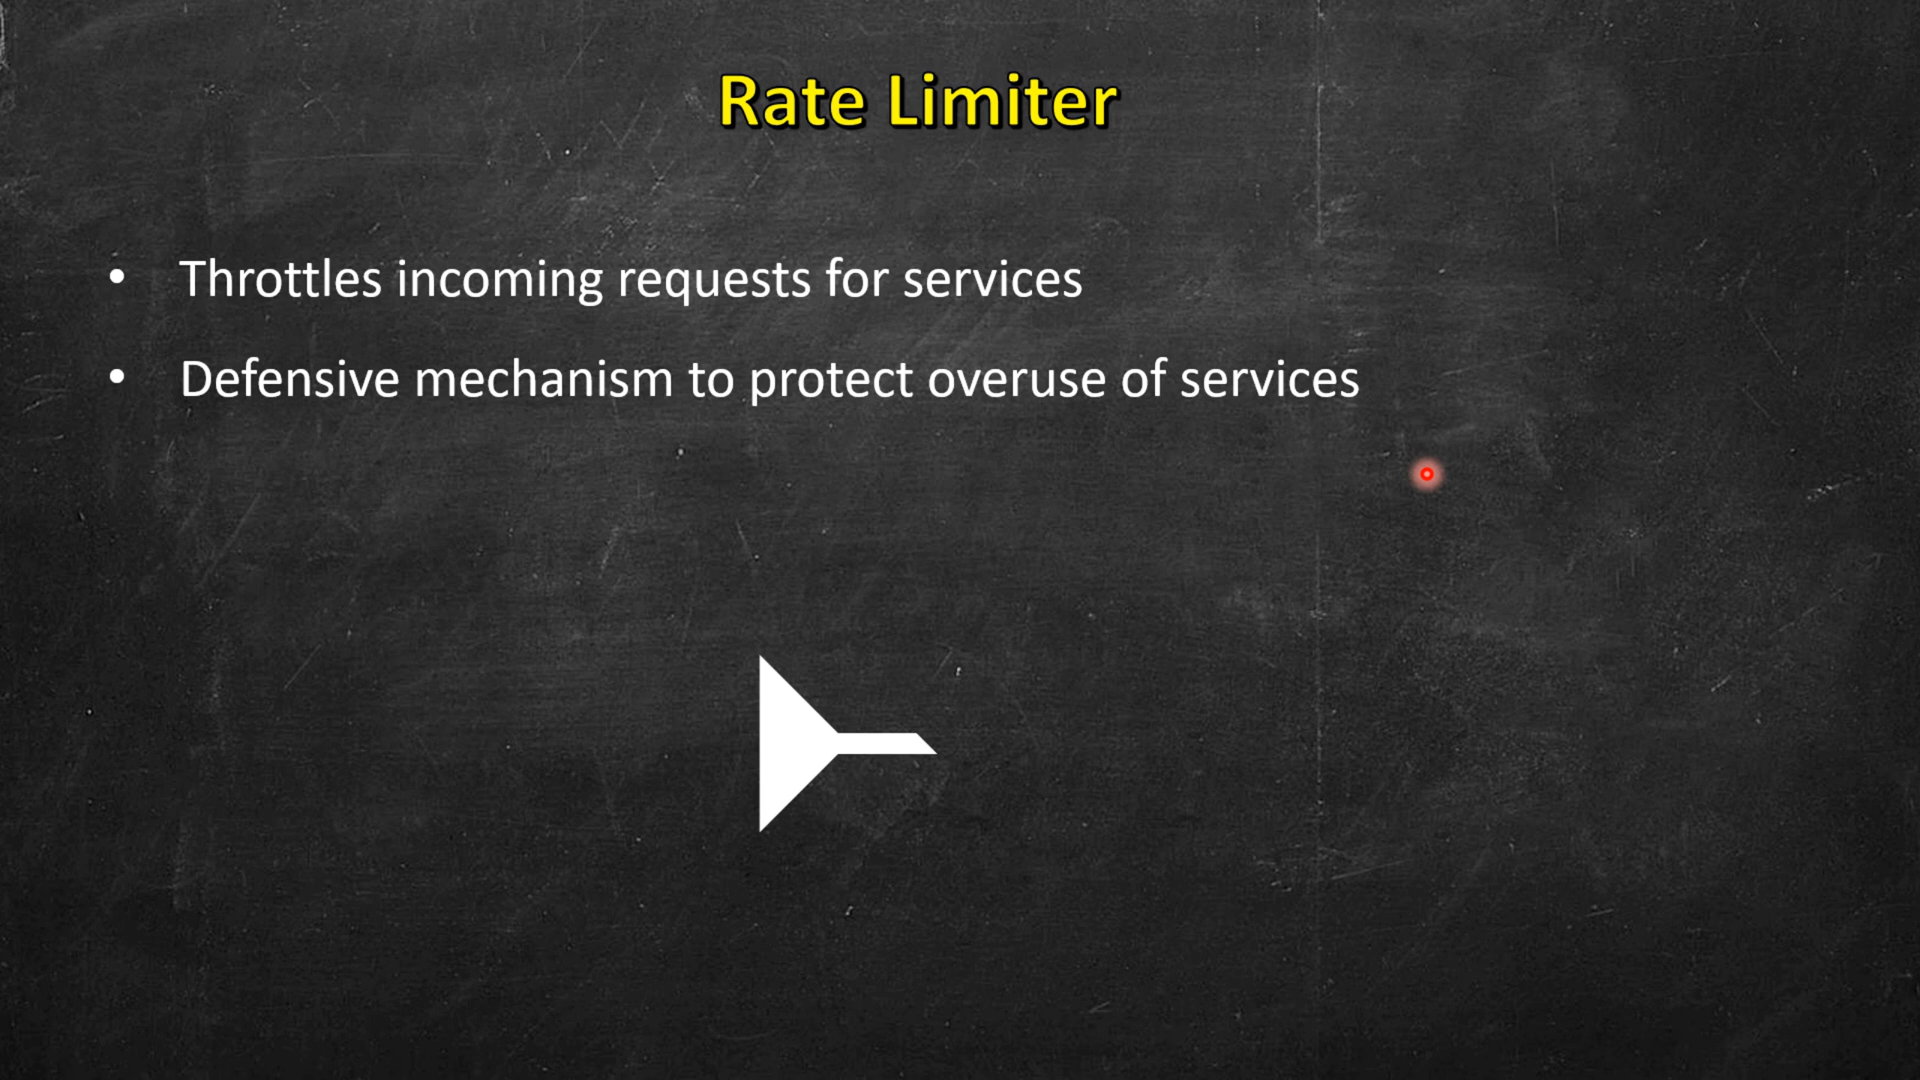 Rate Limiter
• Throttles incoming requests for services
• Defensive mechanism to protect overuse of services